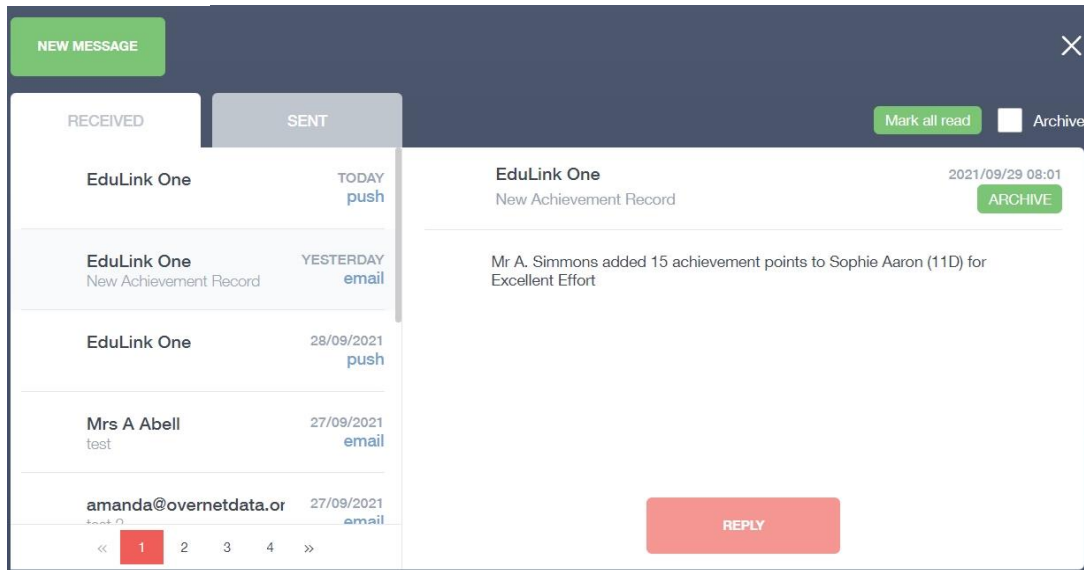 NEW MESSAGE
RECEIVED
SENT
Mark all read
Archive
EduLink One
TODAY
push
EduLink One
YESTERDAY
New Achievement Record
email
EduLink One
28/09/2021
push
Mrs A Abell
27/09/2021
test
email
amanda@overnetdata.or
27/09/2021
test 2
email
« 1 2 3 4 »
EduLink One
2021/09/29 08:01
New Achievement Record
ARCHIVE
Mr A. Simmons added 15 achievement points to Sophie Aaron (11D) for
Excellent Effort
REPLY